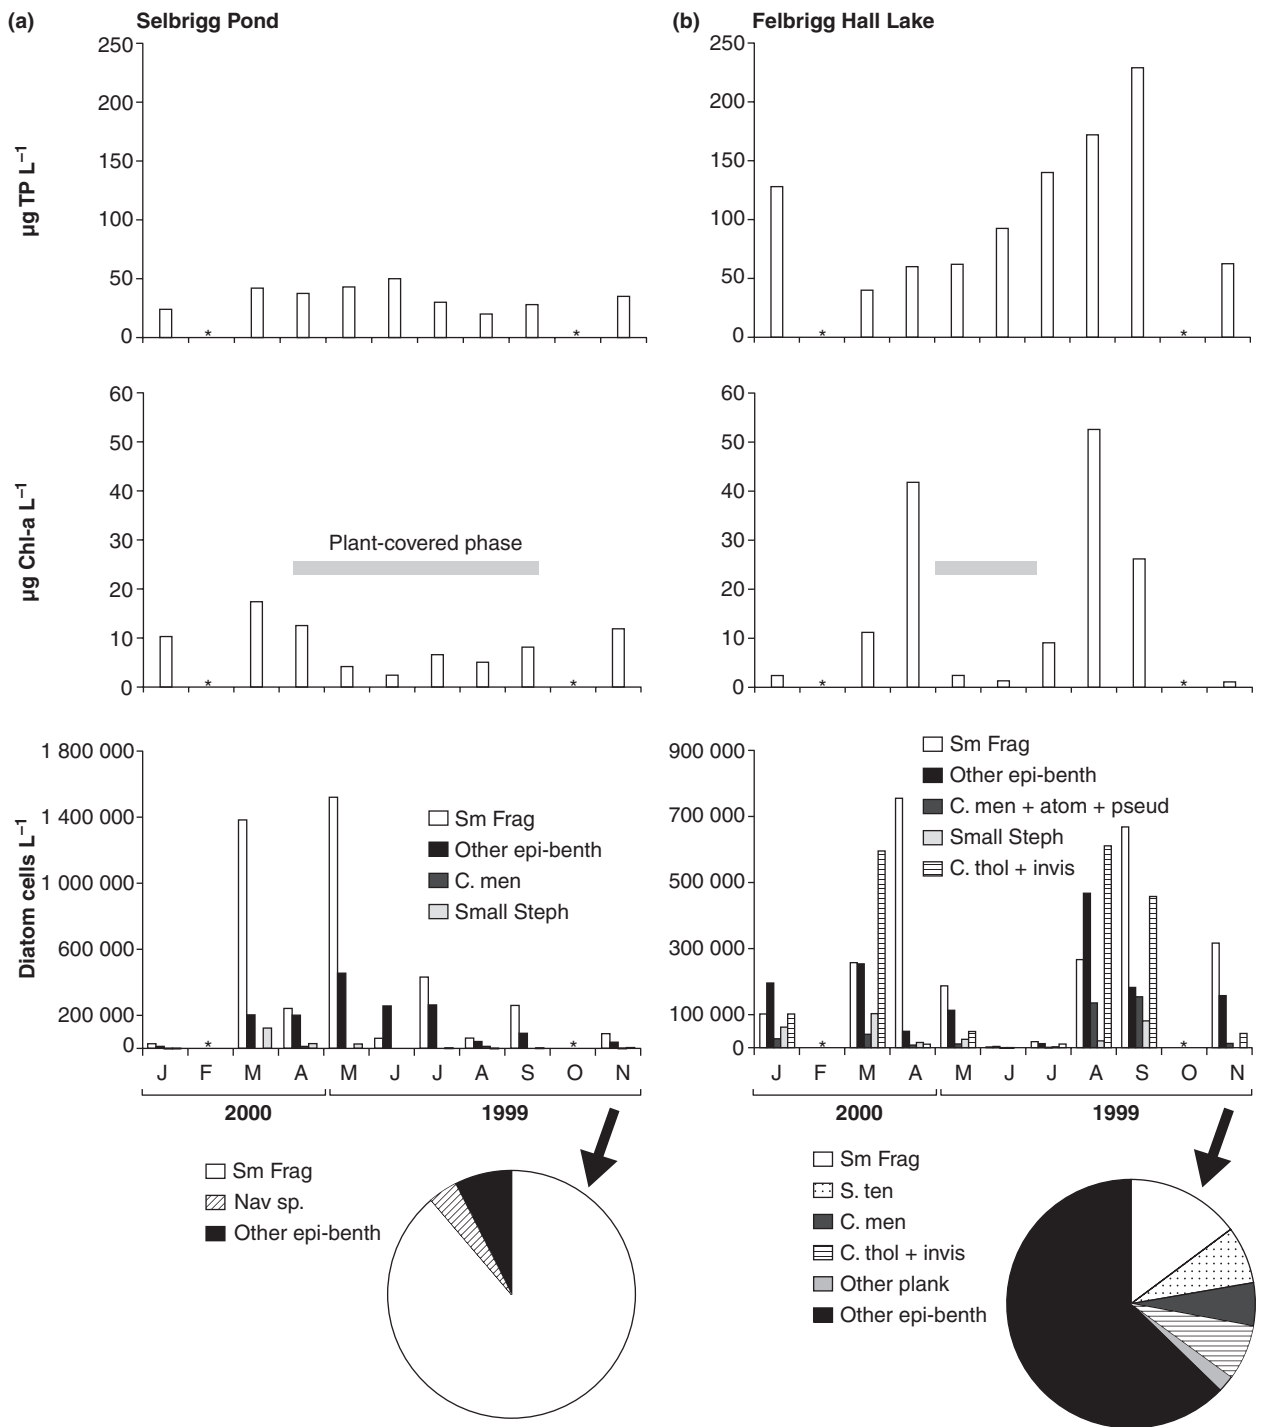 (a) Selbrigg Pond
250
200
150
100
50
0
µg TP L⁻¹
* *
60
50
40
30
20
10
0
µg Chl-a L⁻¹
Plant-covered phase
* *
1 800 000
1 400 000
1 000 000
600 000
200 000
0
Diatom cells L⁻¹
Sm Frag
Other epi-benth
C. men
Small Steph
* *
J F M A M J J A S O N
2000 1999
Sm Frag
Nav sp.
Other epi-benth
(b) Felbrigg Hall Lake
250
200
150
100
50
0
* *
60
50
40
30
20
10
0
* *
900 000
700 000
500 000
300 000
100 000
0
Sm Frag
Other epi-benth
C. men + atom + pseud
Small Steph
C. thol + invis
* *
J F M A M J J A S O N
2000 1999
Sm Frag
S. ten
C. men
C. thol + invis
Other plank
Other epi-benth